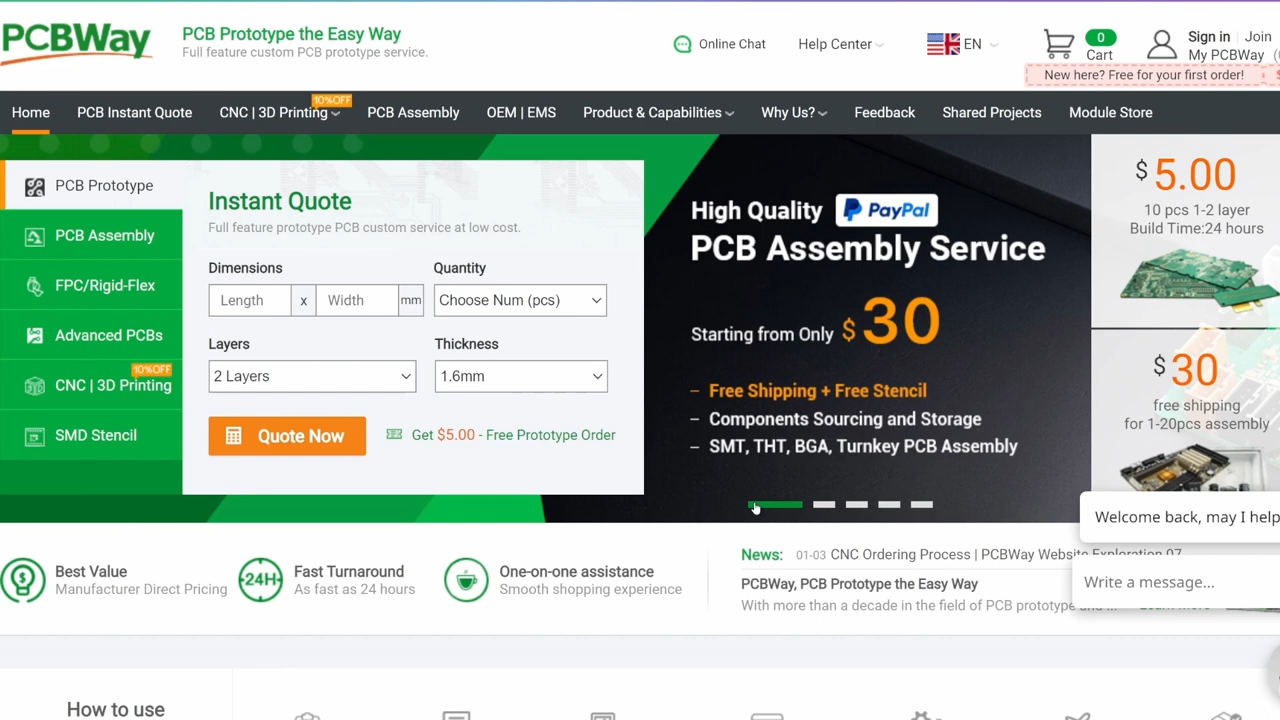 PCBWay
PCB Prototype the Easy Way
Full feature custom PCB prototype service.
Online Chat
Help Center
EN
0
Cart
Sign in
Join
My PCBWay
New here? Free for your first order!
Home
PCB Instant Quote
CNC | 3D Printing
10%OFF
PCB Assembly
OEM | EMS
Product & Capabilities
Why Us?
Feedback
Shared Projects
Module Store
PCB Prototype
PCB Assembly
FPC/Rigid-Flex
Advanced PCBs
10%OFF
CNC | 3D Printing
SMD Stencil
Instant Quote
Full feature prototype PCB custom service at low cost.
Dimensions
Quantity
Length
x
Width
mm
Choose Num (pcs)
Layers
Thickness
2 Layers
1.6mm
Quote Now
Get $5.00 - Free Prototype Order
High Quality PayPal
PCB Assembly Service
Starting from Only $30
– Free Shipping + Free Stencil
– Components Sourcing and Storage
– SMT, THT, BGA, Turnkey PCB Assembly
$5.00
10 pcs 1-2 layer
Build Time:24 hours
$30
free shipping
for 1-20pcs assembly
Welcome back, may I help
Write a message...
Best Value
Manufacturer Direct Pricing
24H
Fast Turnaround
As fast as 24 hours
One-on-one assistance
Smooth shopping experience
News: 01-03 CNC Ordering Process | PCBWay Website Exploration 07
PCBWay, PCB Prototype the Easy Way
With more than a decade in the field of PCB prototype and ...
How to use